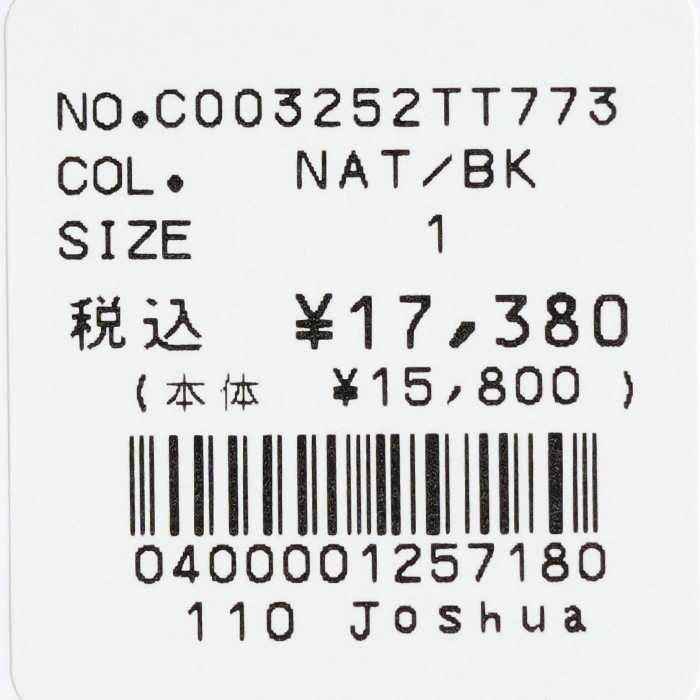 NO.C003252TT773
COL. NAT/BK
SIZE 1
税込 ¥17,380
(本体 ¥15,800 )
0400001257180
110 Joshua